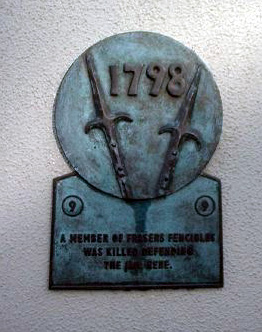 1798
9 9
A MEMBER OF FRASERS FENCIBLES
WAS KILLED DEFENDING
THE JAIL HERE.